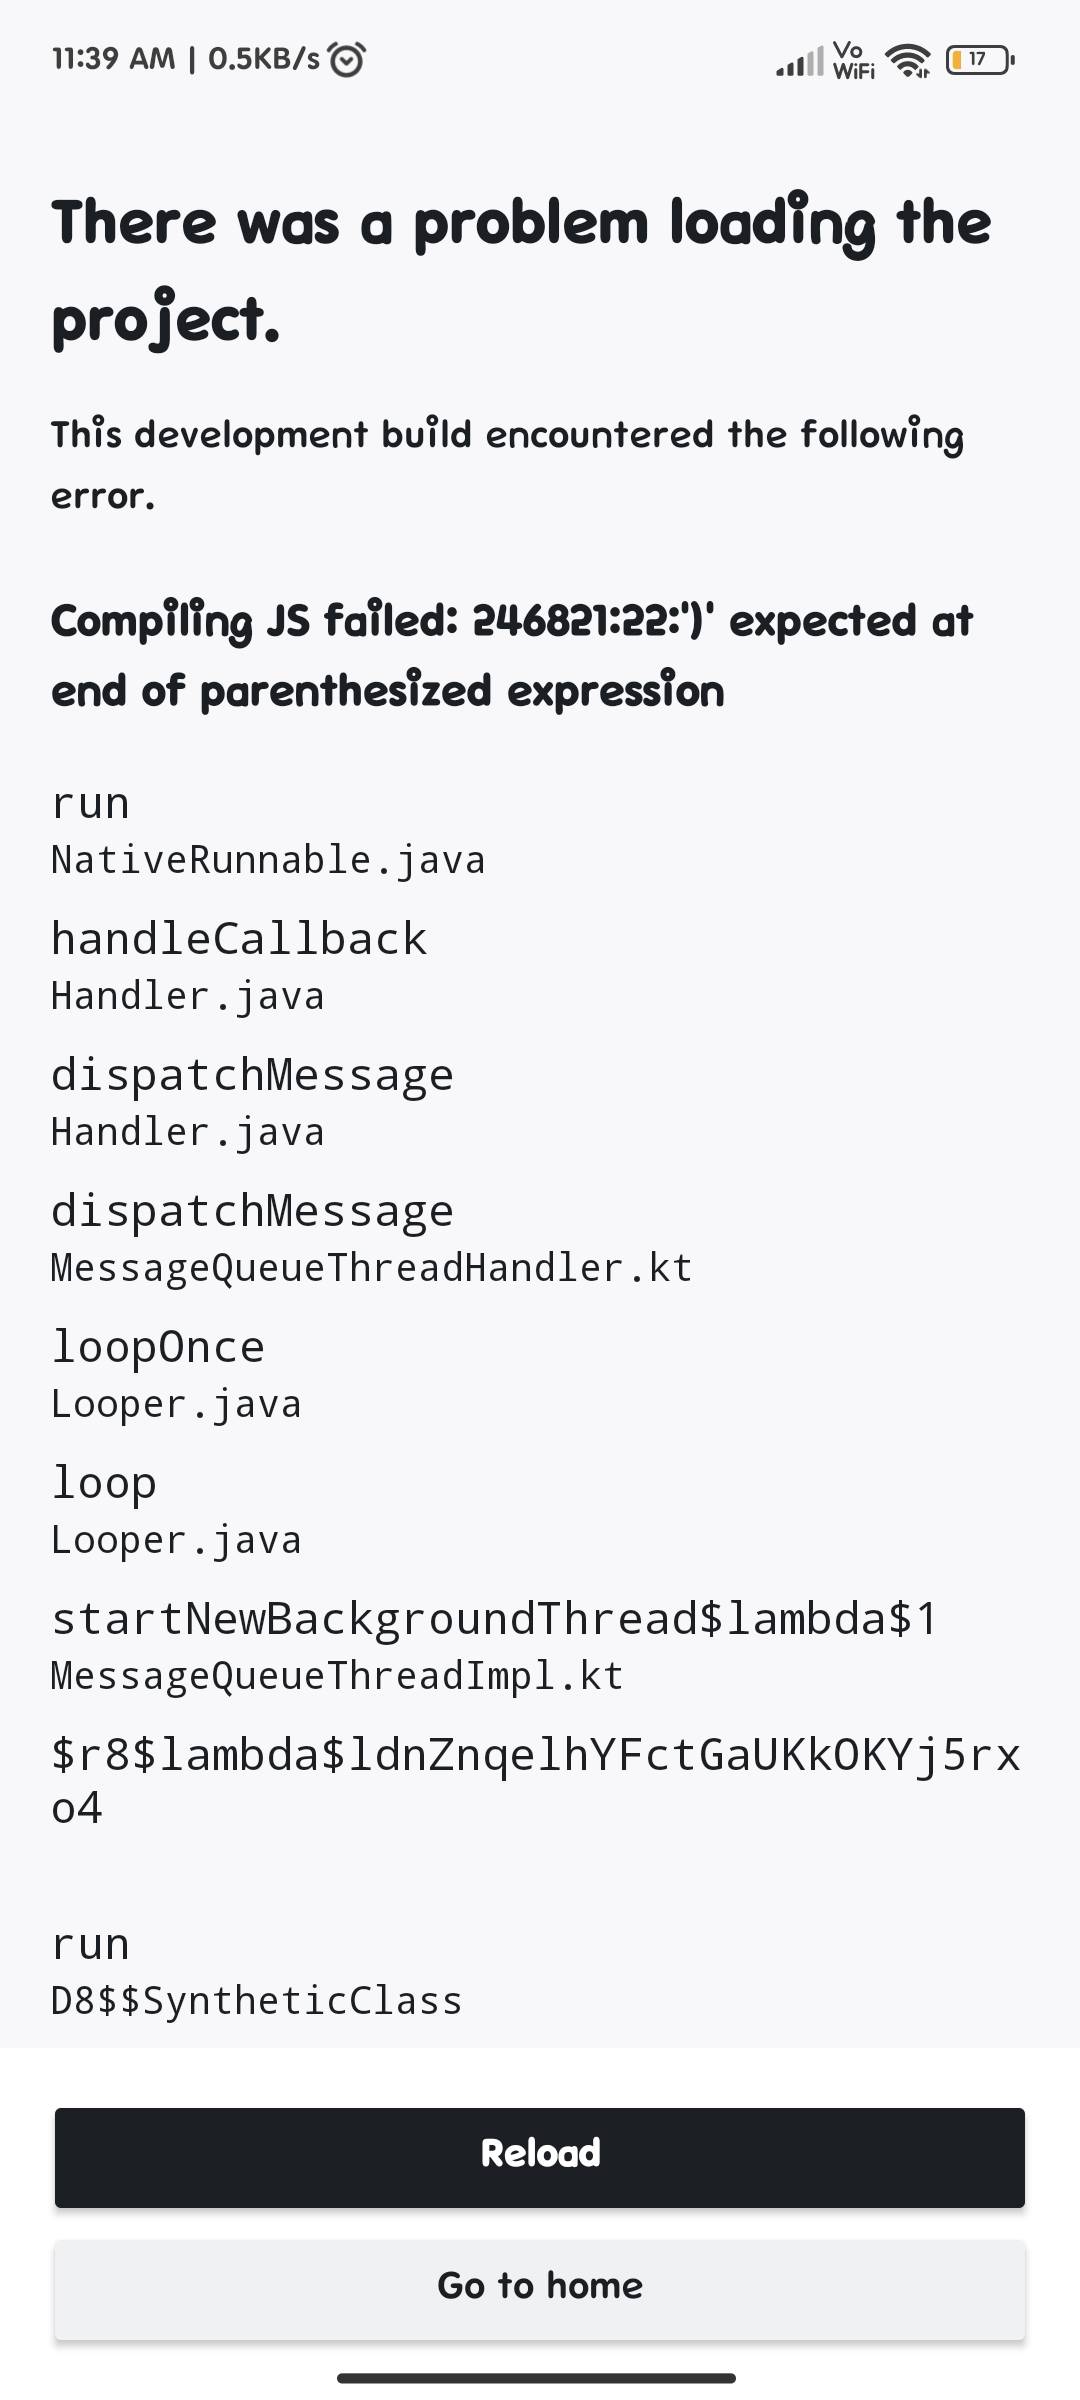 11:39 AM | 0.5KB/s
Vo
WiFi
17
There was a problem loading the
project.
This development build encountered the following
error.
Compiling JS failed: 246821:22:')' expected at
end of parenthesized expression
run
NativeRunnable.java
handleCallback
Handler.java
dispatchMessage
Handler.java
dispatchMessage
MessageQueueThreadHandler.kt
loopOnce
Looper.java
loop
Looper.java
startNewBackgroundThread$lambda$1
MessageQueueThreadImpl.kt
$r8$lambda$ldnZnqelhYFctGaUKkOKYj5rx
o4
run
D8$$SyntheticClass
Reload
Go to home